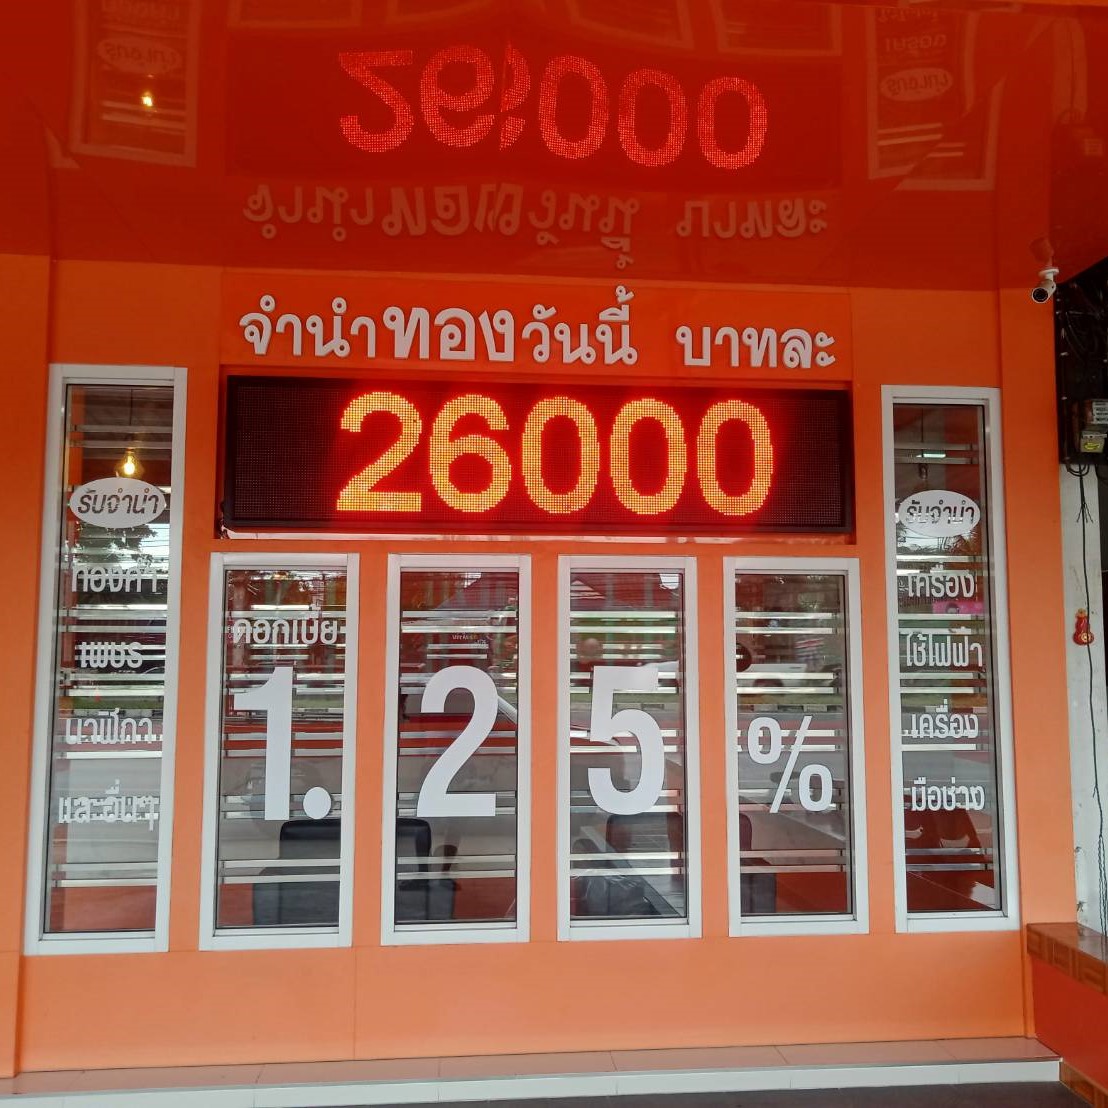 จำนำทองวันนี้ บาทละ
26000
รับจำนำ
ทองคำ
เพชร
นาฬิกา
และอื่นๆ
ดอกเบี้ย
1.25%
รับจำนำ
เครื่อง
ใช้ไฟฟ้า
เครื่อง
มือช่าง